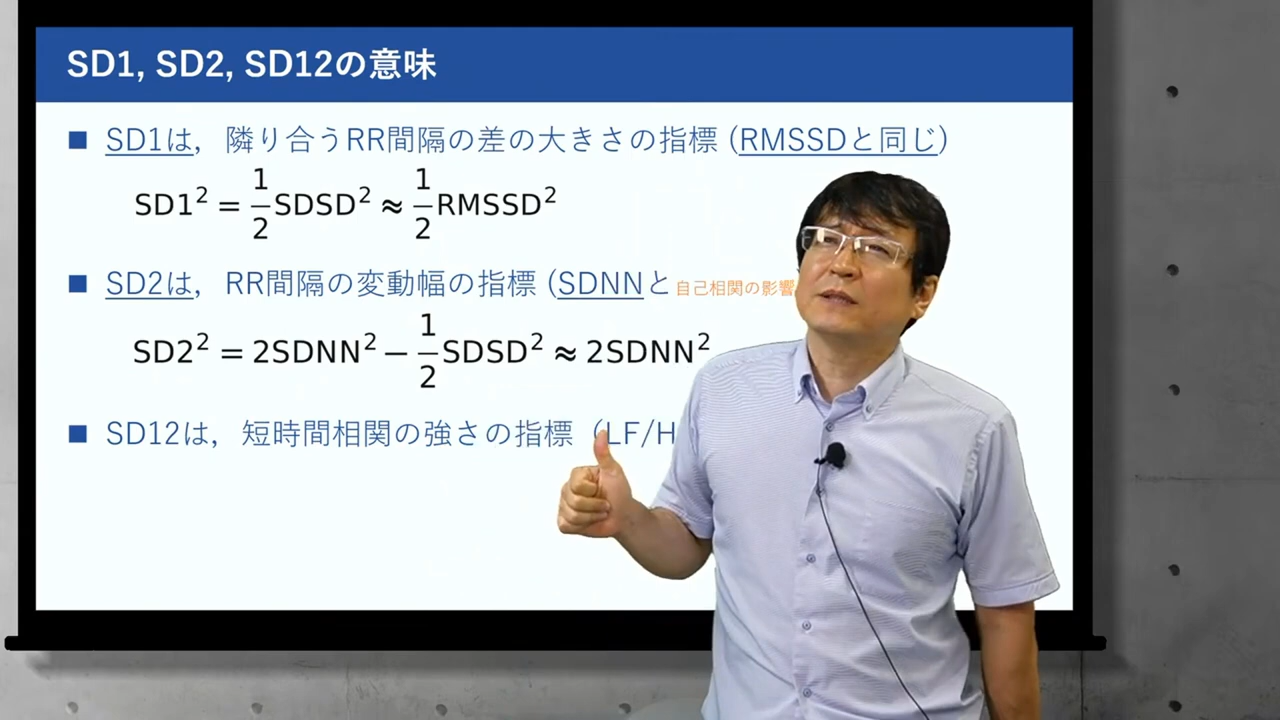 SD1, SD2, SD12の意味
■ SD1は，隣り合うRR間隔の差の大きさの指標 (RMSSDと同じ)
SD1² = 1/2 SDSD² ≈ 1/2 RMSSD²
■ SD2は，RR間隔の変動幅の指標 (SDNNと 自己相関の影響
SD2² = 2SDNN² − 1/2 SDSD² ≈ 2SDNN²
■ SD12は，短時間相関の強さの指標（LF/H